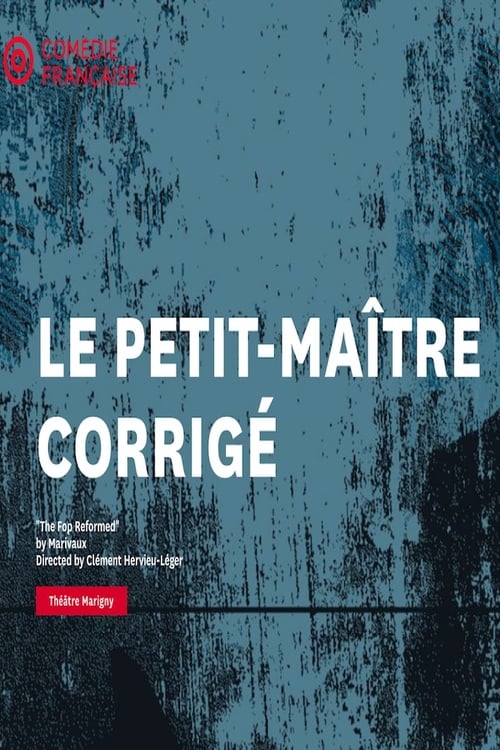 COMÉDIE
FRANÇAISE
LE PETIT-MAÎTRE
CORRIGÉ
"The Fop Reformed"
by Marivaux
Directed by Clément Hervieu-Léger
Théâtre Marigny